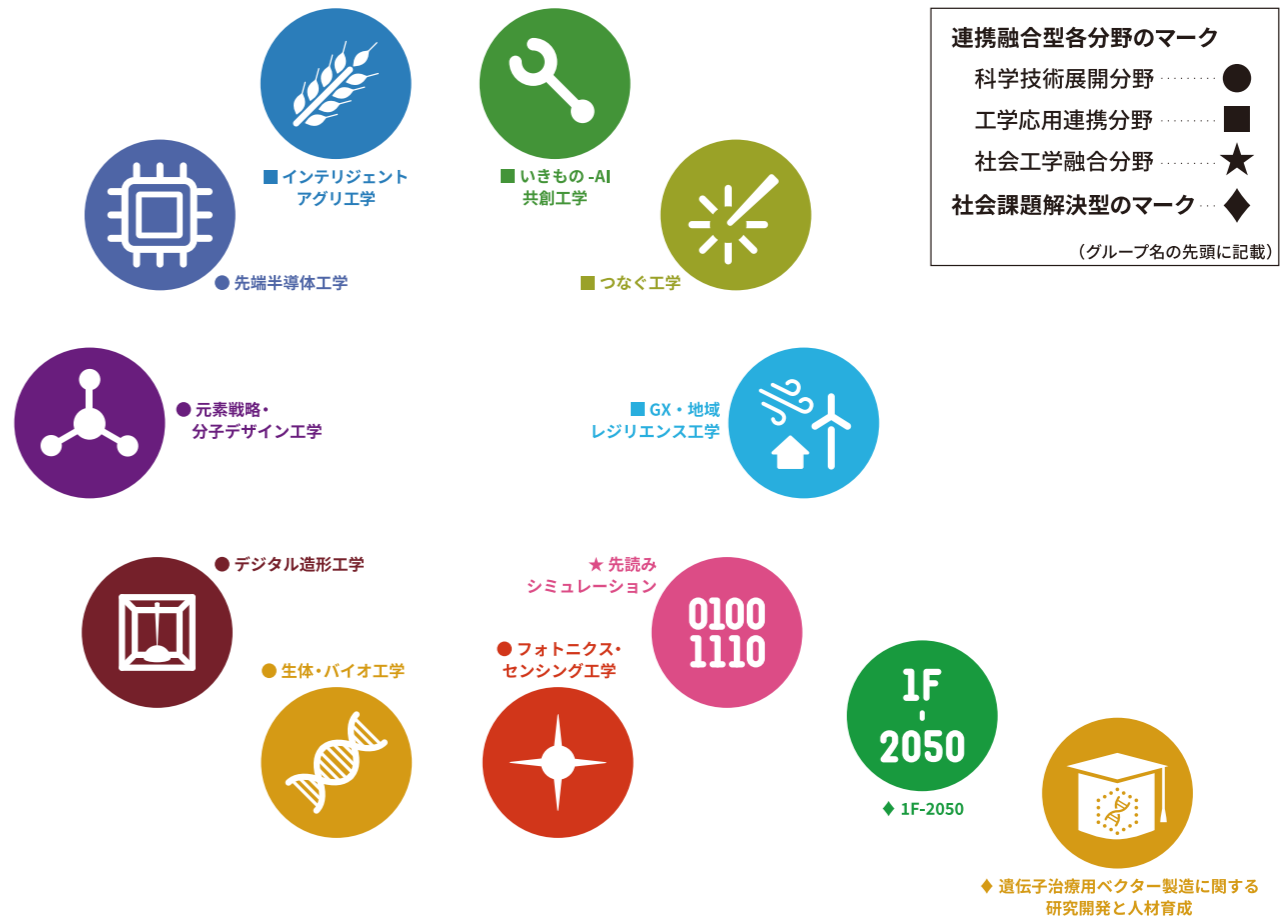 連携融合型各分野のマーク
科学技術展開分野 ········ ●
工学応用連携分野 ········ ■
社会工学融合分野 ········ ★
社会課題解決型のマーク ··· ♦
（グループ名の先頭に記載）
■ インテリジェント
アグリ工学
■ いきもの -AI
共創工学
● 先端半導体工学
■ つなぐ工学
● 元素戦略・
分子デザイン工学
■ GX・地域
レジリエンス工学
● デジタル造形工学
★ 先読み
シミュレーション
0100
1110
● 生体・バイオ工学
● フォトニクス・
センシング工学
1F
-
2050
♦ 1F-2050
♦ 遺伝子治療用ベクター製造に関する
研究開発と人材育成